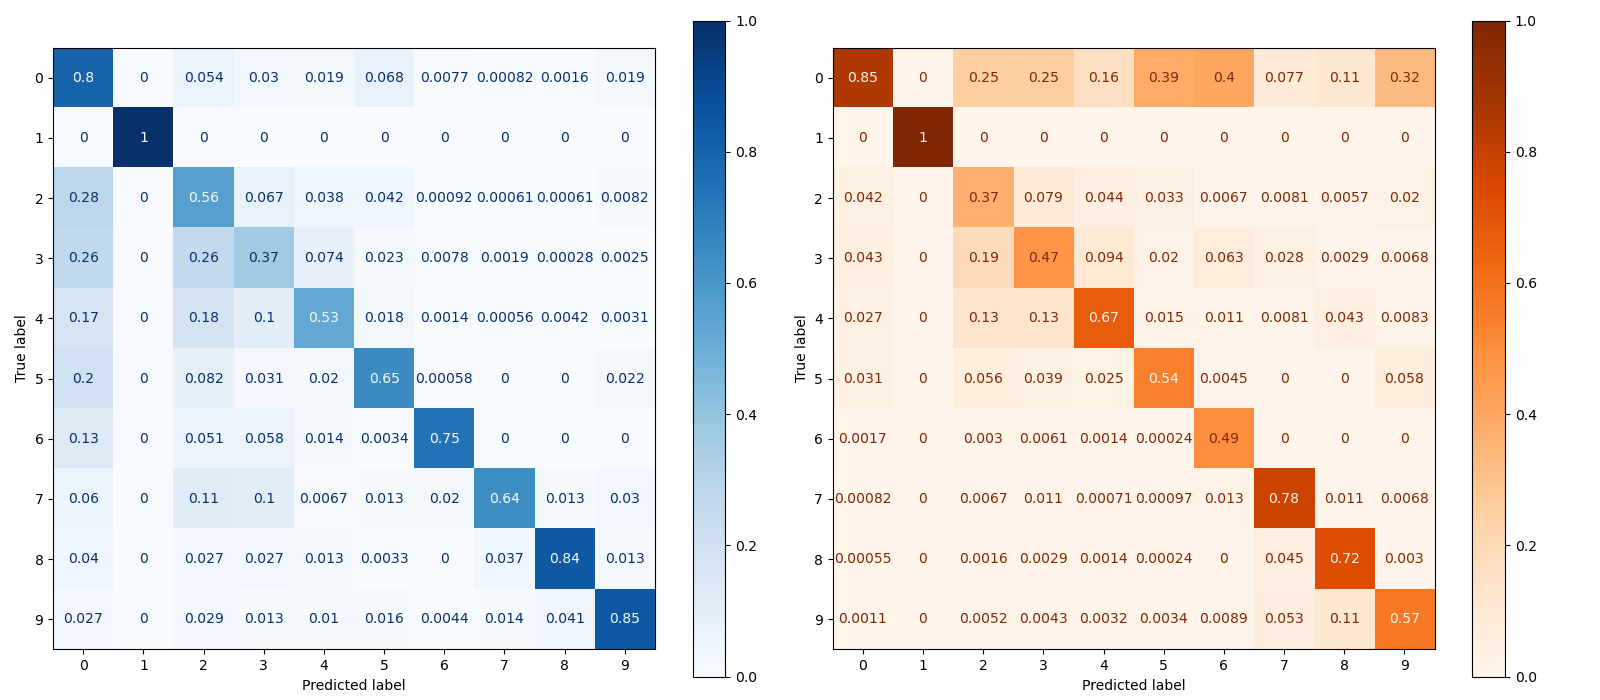 1.0
0 0.8 0 0.054 0.03 0.019 0.068 0.0077 0.00082 0.0016 0.019
1 0 1 0 0 0 0 0 0 0 0
0.8
2 0.28 0 0.56 0.067 0.038 0.042 0.00092 0.00061 0.00061 0.0082
3 0.26 0 0.26 0.37 0.074 0.023 0.0078 0.0019 0.00028 0.0025
0.6
4 0.17 0 0.18 0.1 0.53 0.018 0.0014 0.00056 0.0042 0.0031
True label
5 0.2 0 0.082 0.031 0.02 0.65 0.00058 0 0 0.022
0.4
6 0.13 0 0.051 0.058 0.014 0.0034 0.75 0 0 0
7 0.06 0 0.11 0.1 0.0067 0.013 0.02 0.64 0.013 0.03
0.2
8 0.04 0 0.027 0.027 0.013 0.0033 0 0.037 0.84 0.013
9 0.027 0 0.029 0.013 0.01 0.016 0.0044 0.014 0.041 0.85
0 1 2 3 4 5 6 7 8 9
0.0
Predicted label
1.0
0 0.85 0 0.25 0.25 0.16 0.39 0.4 0.077 0.11 0.32
1 0 1 0 0 0 0 0 0 0 0
0.8
2 0.042 0 0.37 0.079 0.044 0.033 0.0067 0.0081 0.0057 0.02
3 0.043 0 0.19 0.47 0.094 0.02 0.063 0.028 0.0029 0.0068
0.6
4 0.027 0 0.13 0.13 0.67 0.015 0.011 0.0081 0.043 0.0083
True label
5 0.031 0 0.056 0.039 0.025 0.54 0.0045 0 0 0.058
0.4
6 0.0017 0 0.003 0.0061 0.0014 0.00024 0.49 0 0 0
7 0.00082 0 0.0067 0.011 0.00071 0.00097 0.013 0.78 0.011 0.0068
0.2
8 0.00055 0 0.0016 0.0029 0.0014 0.00024 0 0.045 0.72 0.003
9 0.0011 0 0.0052 0.0043 0.0032 0.0034 0.0089 0.053 0.11 0.57
0 1 2 3 4 5 6 7 8 9
0.0
Predicted label